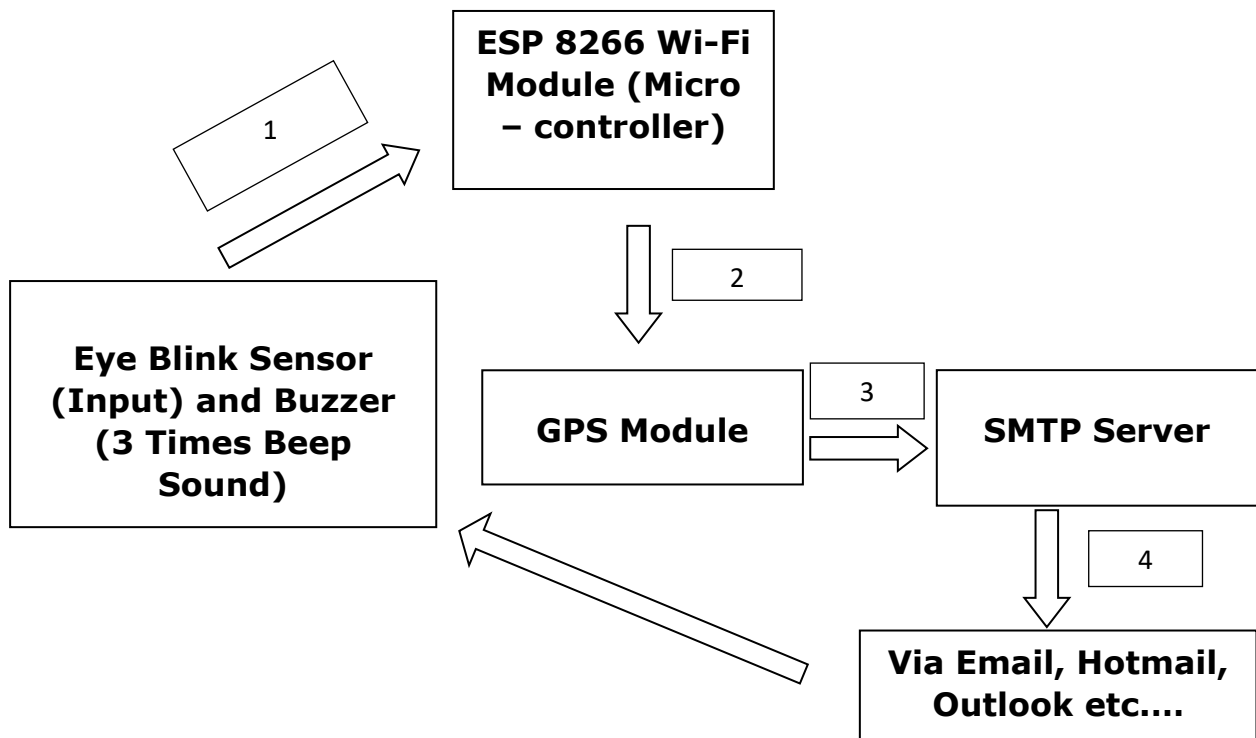 ESP 8266 Wi-Fi
Module (Micro
– controller)
1
2
Eye Blink Sensor
(Input) and Buzzer
(3 Times Beep
Sound)
GPS Module
3
SMTP Server
4
Via Email, Hotmail,
Outlook etc....